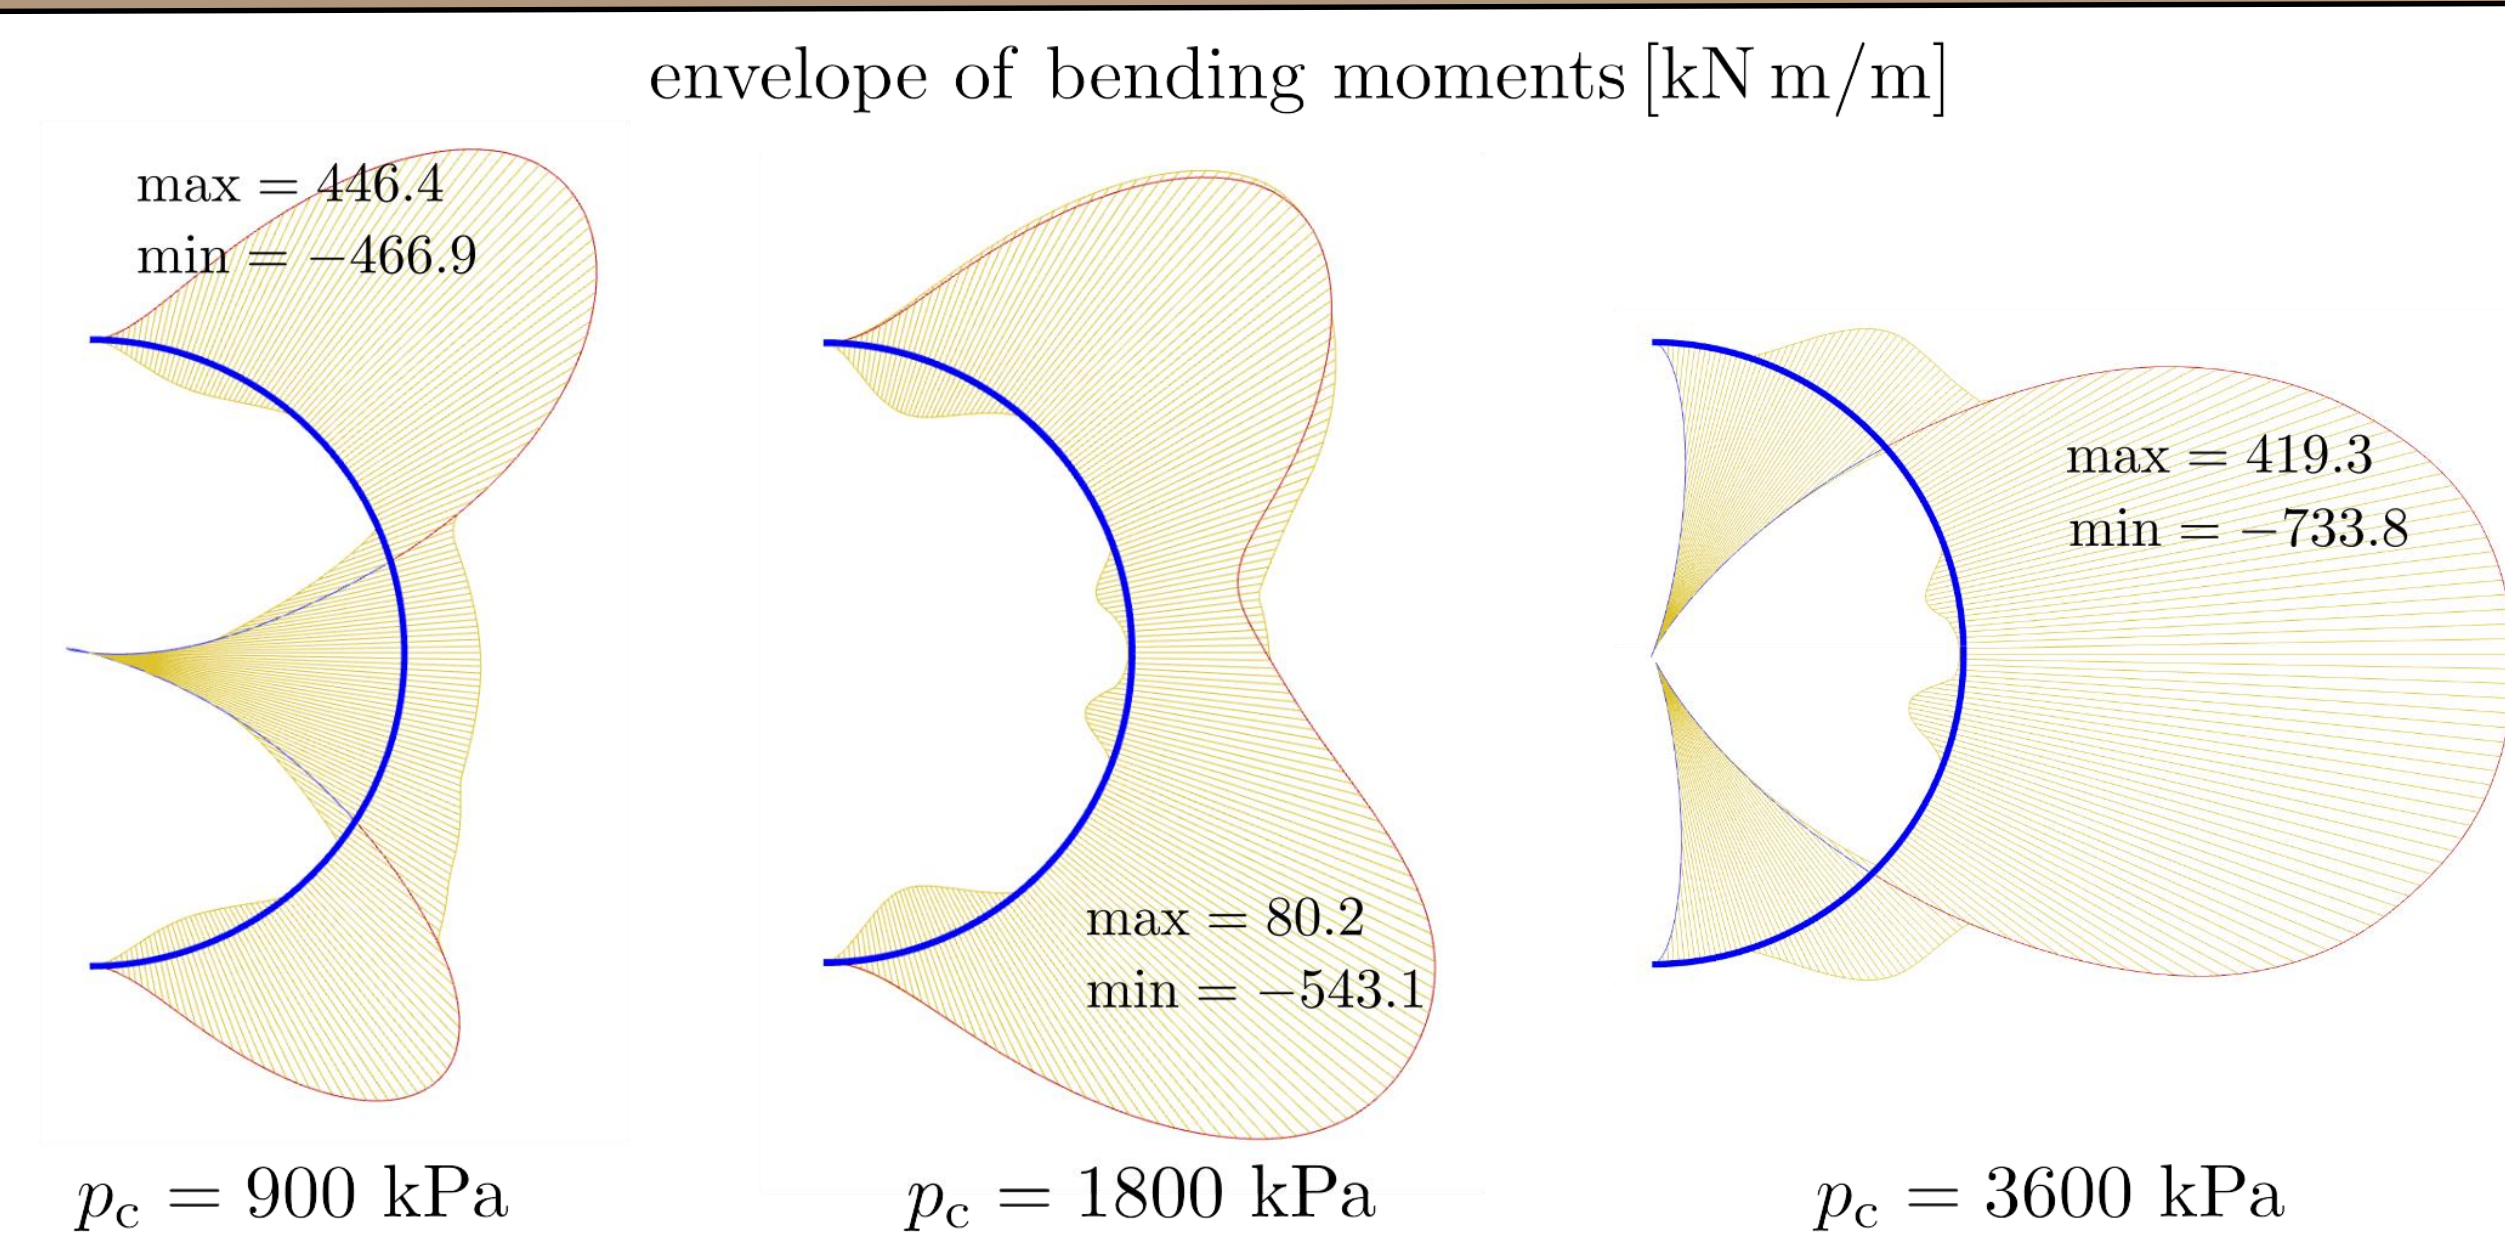 envelope of bending moments [kN m/m]
max = 446.4
min = −466.9
max = 80.2
min = −543.1
max = 419.3
min = −733.8
p_c = 900 kPa
p_c = 1800 kPa
p_c = 3600 kPa